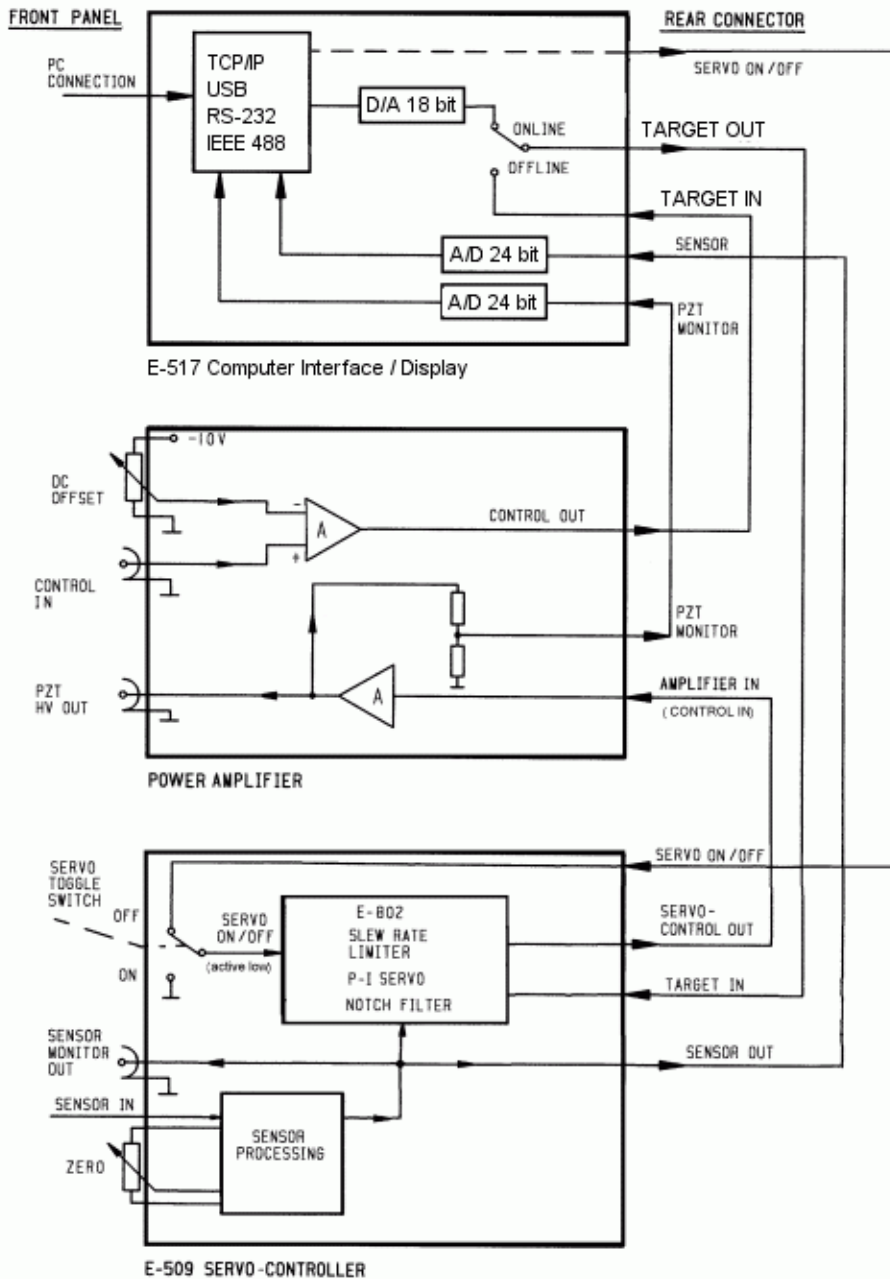 FRONT PANEL
REAR CONNECTOR
PC
CONNECTION
TCP/IP
USB
RS-232
IEEE 488
D/A 18 bit
ONLINE
OFFLINE
SERVO ON/OFF
TARGET OUT
TARGET IN
A/D 24 bit
SENSOR
A/D 24 bit
PZT
MONITOR
E-517 Computer Interface / Display
-10V
DC
OFFSET
-
A
+
CONTROL OUT
CONTROL
IN
PZT
MONITOR
PZT
HV OUT
A
AMPLIFIER IN
(CONTROL IN)
POWER AMPLIFIER
SERVO
TOGGLE
SWITCH
OFF
ON
SERVO
ON/OFF
(active low)
E-802
SLEW RATE
LIMITER
P-I SERVO
NOTCH FILTER
SERVO ON/OFF
SERVO-
CONTROL OUT
TARGET IN
SENSOR
MONITOR
OUT
SENSOR OUT
SENSOR IN
ZERO
SENSOR
PROCESSING
E-509 SERVO-CONTROLLER